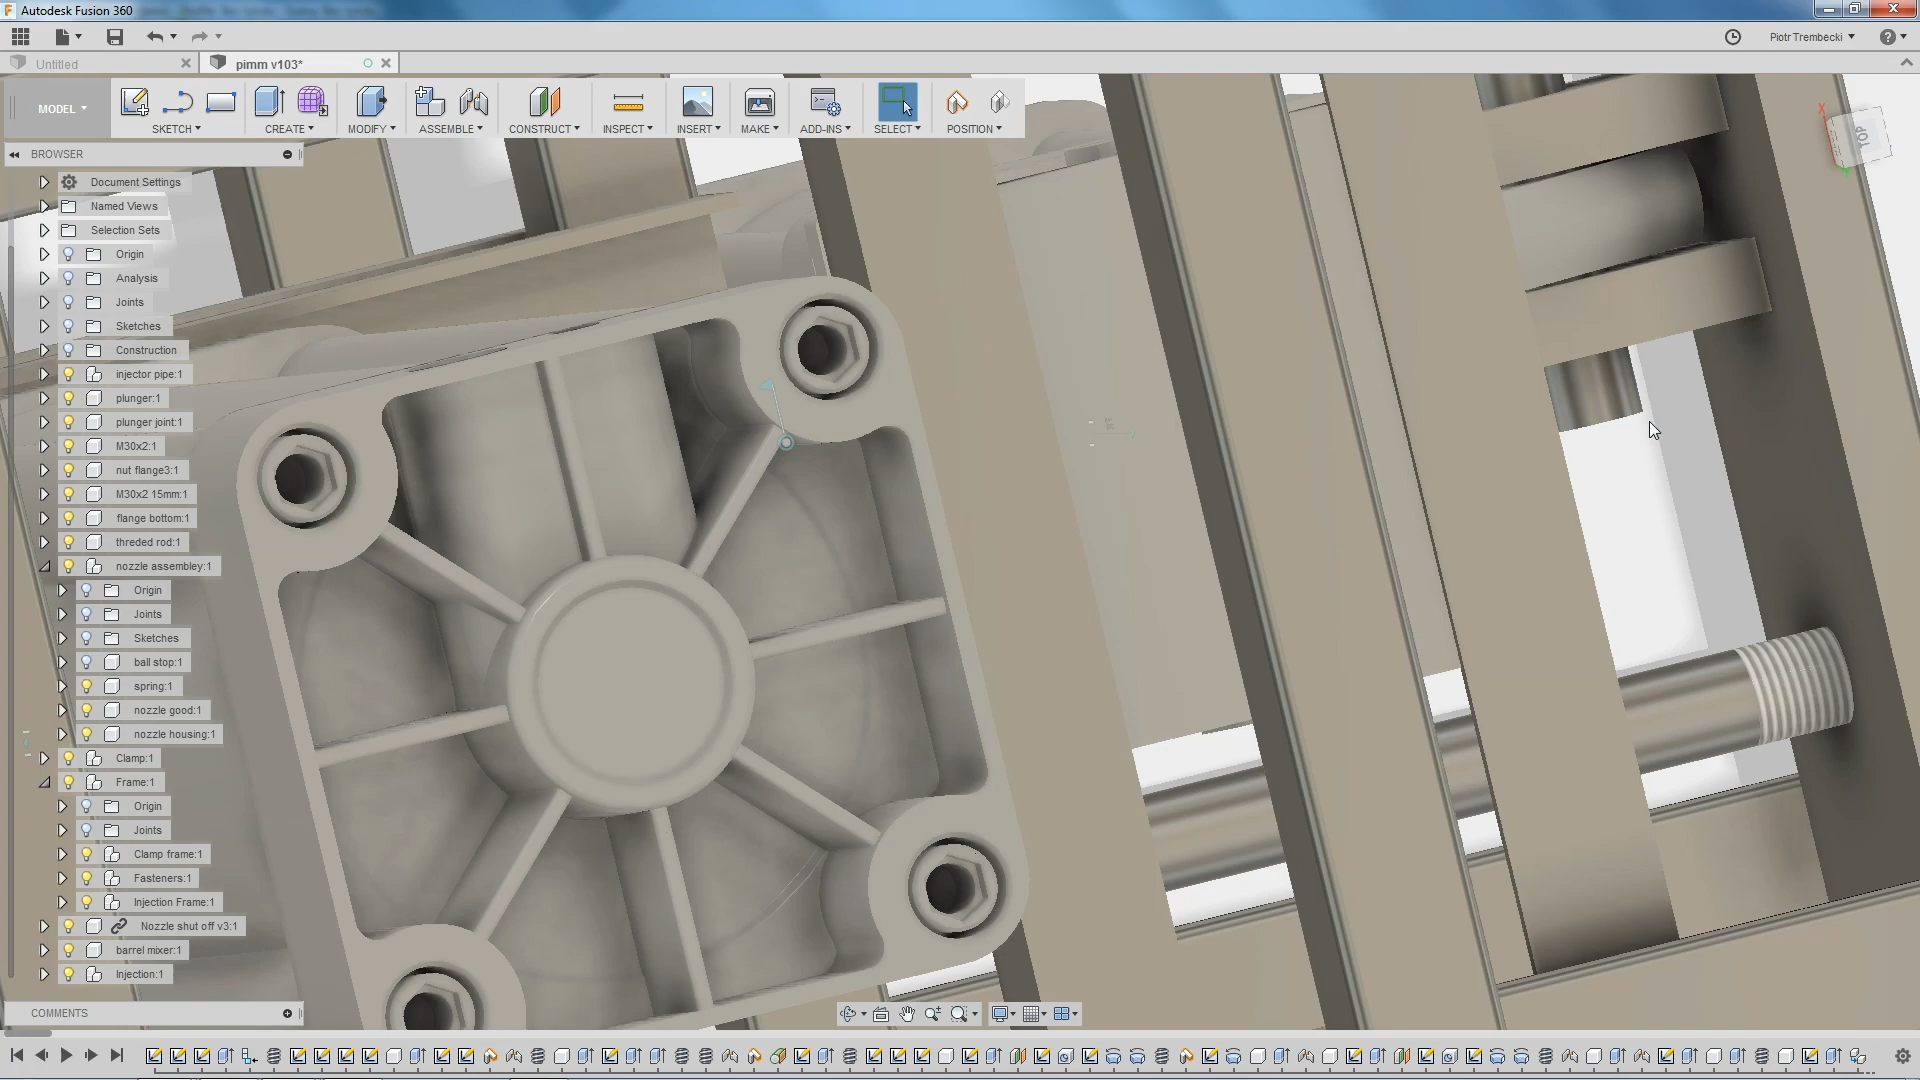 Autodesk Fusion 360
Piotr Trembecki
Untitled
pimm v103*
MODEL
SKETCH
CREATE
MODIFY
ASSEMBLE
CONSTRUCT
INSPECT
INSERT
MAKE
ADD-INS
SELECT
POSITION
BROWSER
X
TOP
Document Settings
Named Views
Selection Sets
Origin
Analysis
Joints
Sketches
Construction
injector pipe:1
plunger:1
plunger joint:1
M30x2:1
nut flange3:1
M30x2 15mm:1
flange bottom:1
threded rod:1
nozzle assembley:1
Origin
Joints
Sketches
ball stop:1
spring:1
nozzle good:1
nozzle housing:1
Clamp:1
Frame:1
Origin
Joints
Clamp frame:1
Fasteners:1
Injection Frame:1
Nozzle shut off v3:1
barrel mixer:1
Injection:1
COMMENTS